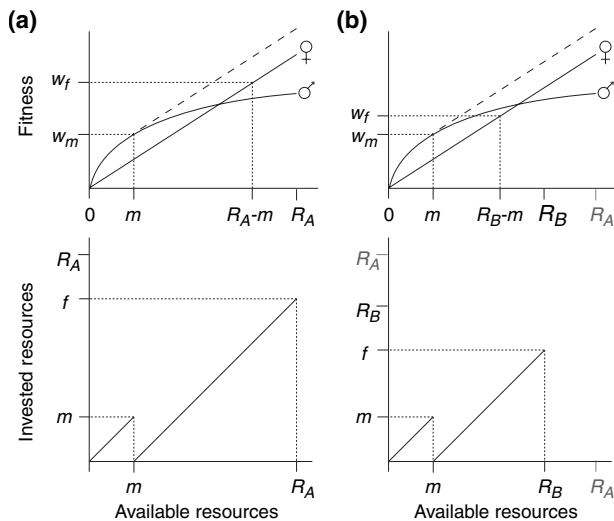 (a)
Fitness
w_f
w_m
0
m
R_A-m
R_A
♀
♂
(b)
w_f
w_m
0
m
R_B-m
R_B
R_A
♀
♂
Invested resources
R_A
f
m
m
R_A
Available resources
R_A
R_B
f
m
m
R_B
R_A
Available resources